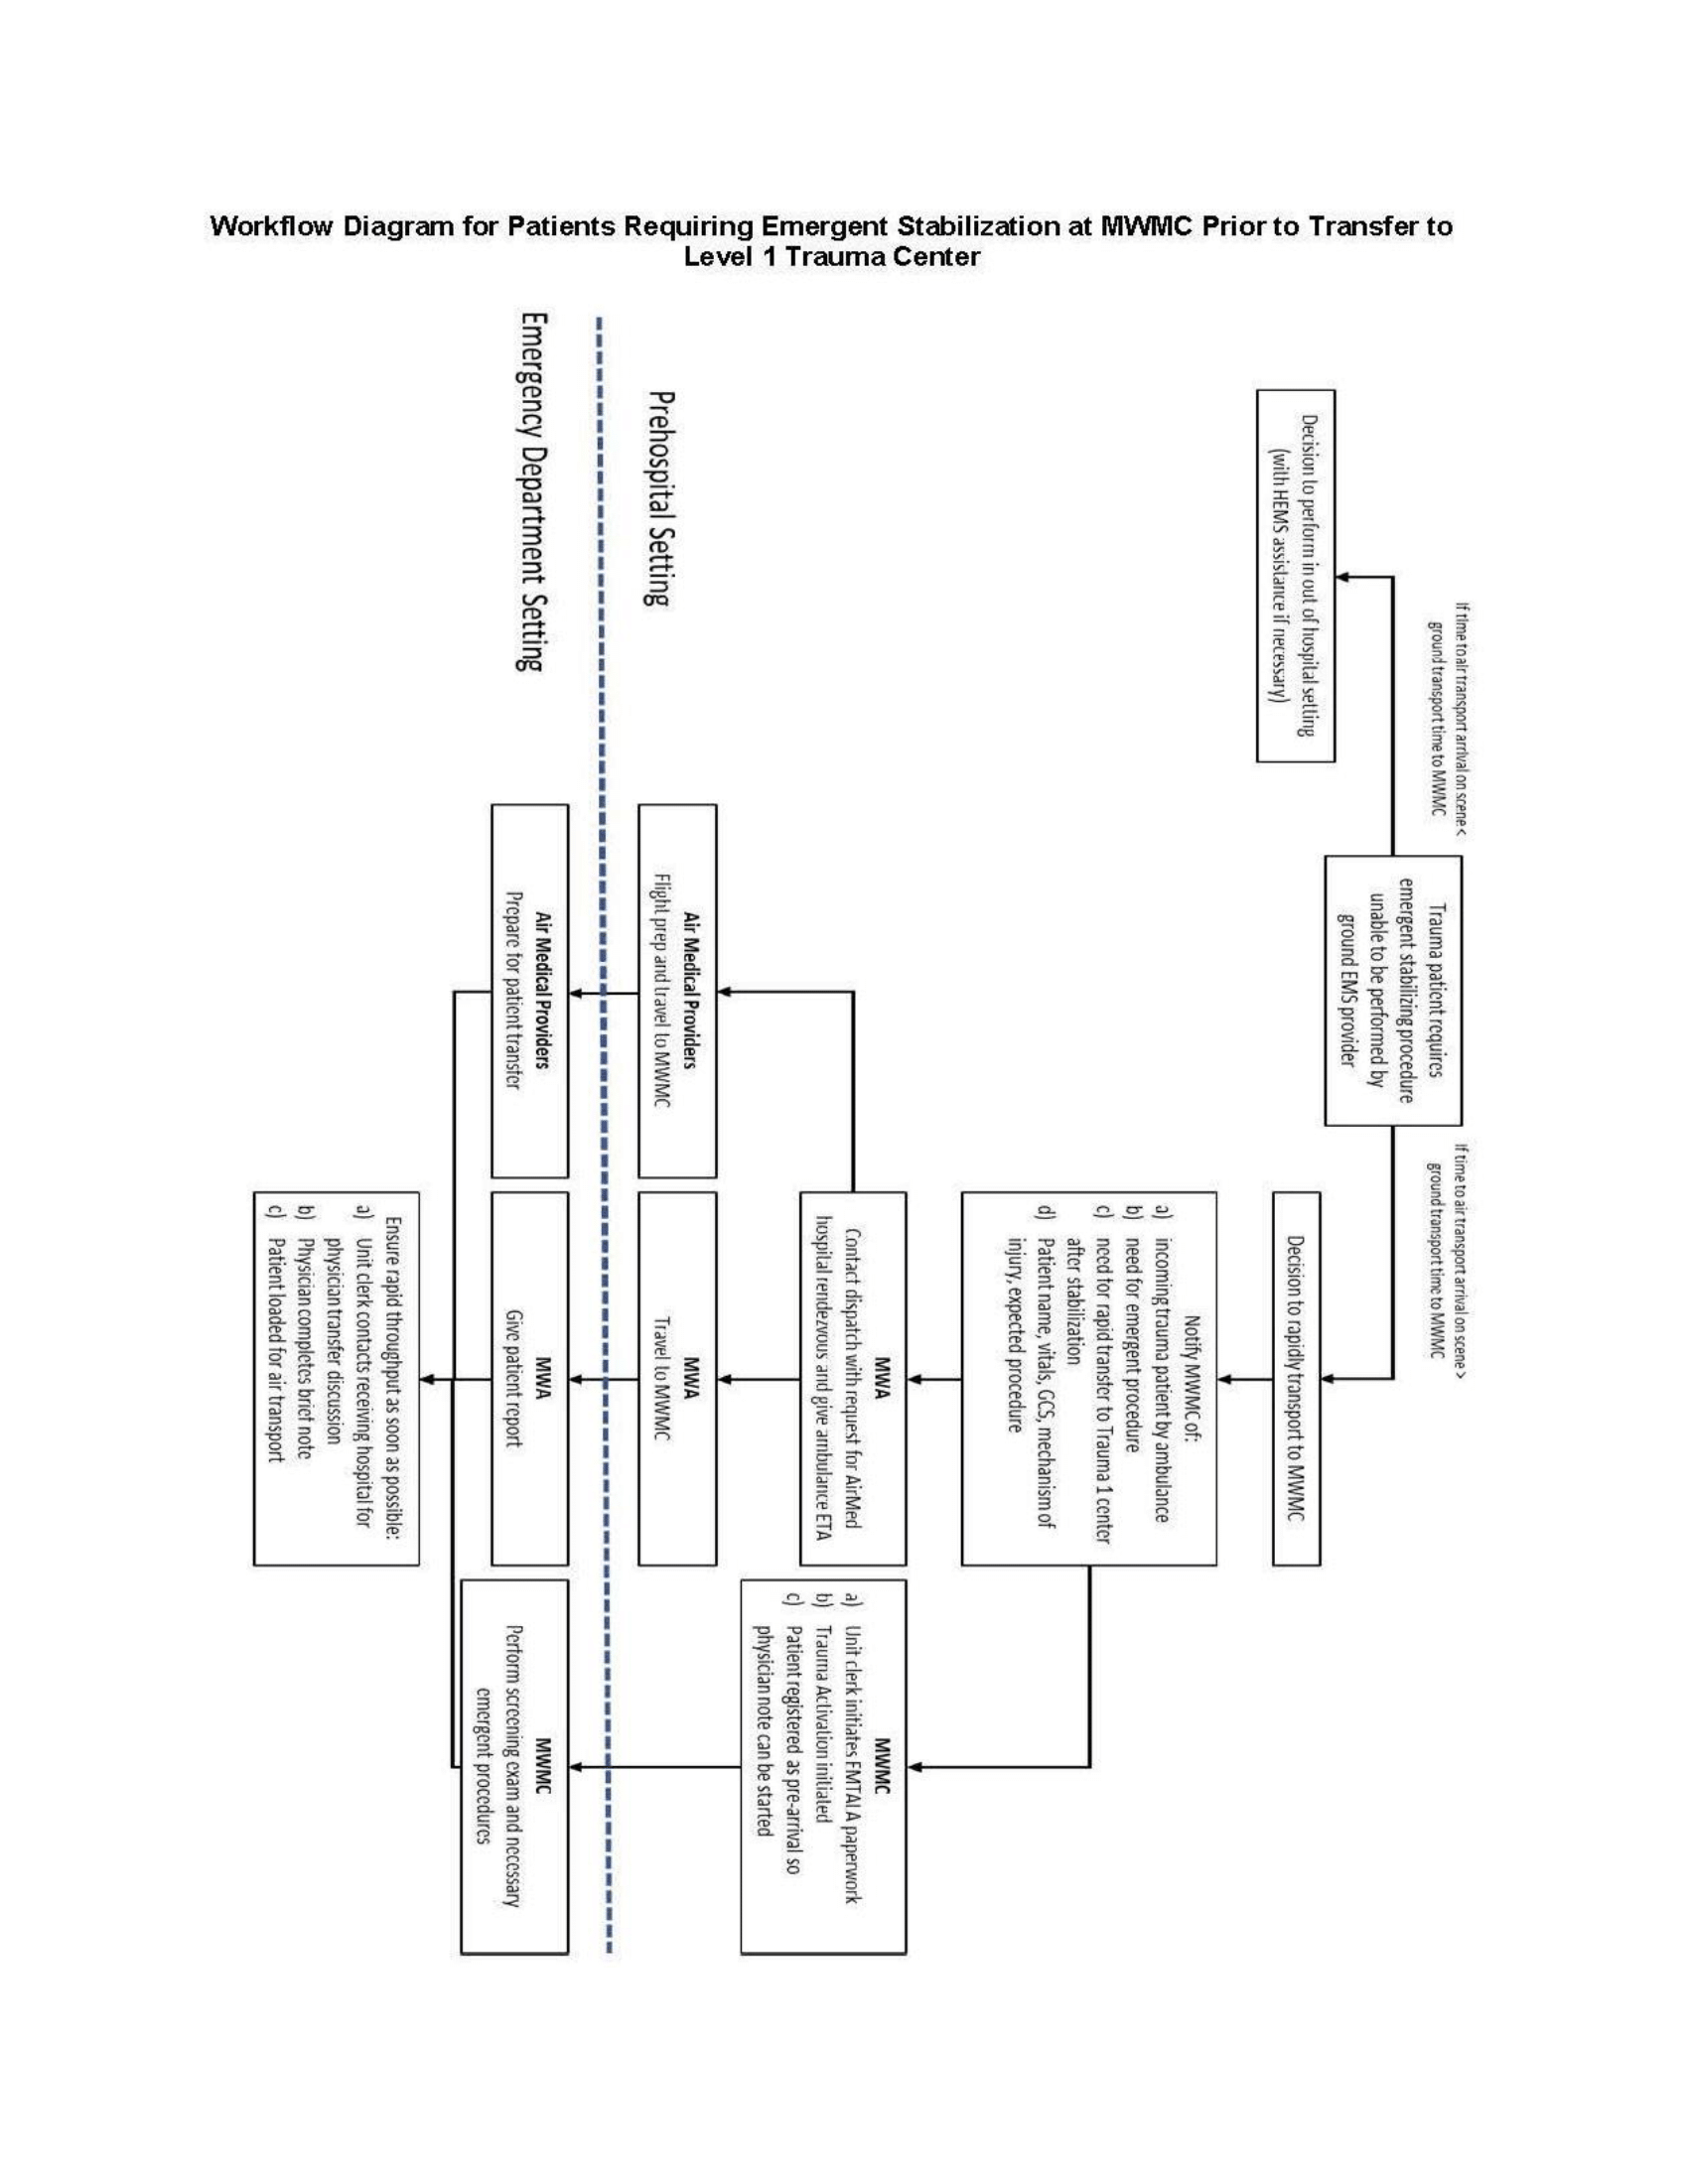 Workflow Diagram for Patients Requiring Emergent Stabilization at MWMC Prior to Transfer to
Level 1 Trauma Center
If time to air transport arrival on scene <
ground transport time to MWMC
Trauma patient requires
emergent stabilizing procedure
unable to be performed by
ground EMS provider
If time to air transport arrival on scene >
ground transport time to MWMC
Decision to perform in out of hospital setting
(with HEMS assistance if necessary)
Decision to rapidly transport to MWMC
Notify MWMC of:
a) incoming trauma patient by ambulance
b) need for emergent procedure
c) need for rapid transfer to Trauma 1 center
after stabilization
d) Patient name, vitals, GCS, mechanism of
injury, expected procedure
MWA
Contact dispatch with request for AirMed
hospital rendezvous and give ambulance ETA
MWMC
a) Unit clerk initiates EMTALA paperwork
b) Trauma Activation initiated
c) Patient registered as pre-arrival so
physician note can be started
Prehospital Setting
Air Medical Providers
Flight prep and travel to MWMC
MWA
Travel to MWMC
Emergency Department Setting
Air Medical Providers
Prepare for patient transfer
MWA
Give patient report
MWMC
Perform screening exam and necessary
emergent procedures
Ensure rapid throughput as soon as possible:
a) Unit clerk contacts receiving hospital for
physician transfer discussion
b) Physician completes brief note
c) Patient loaded for air transport